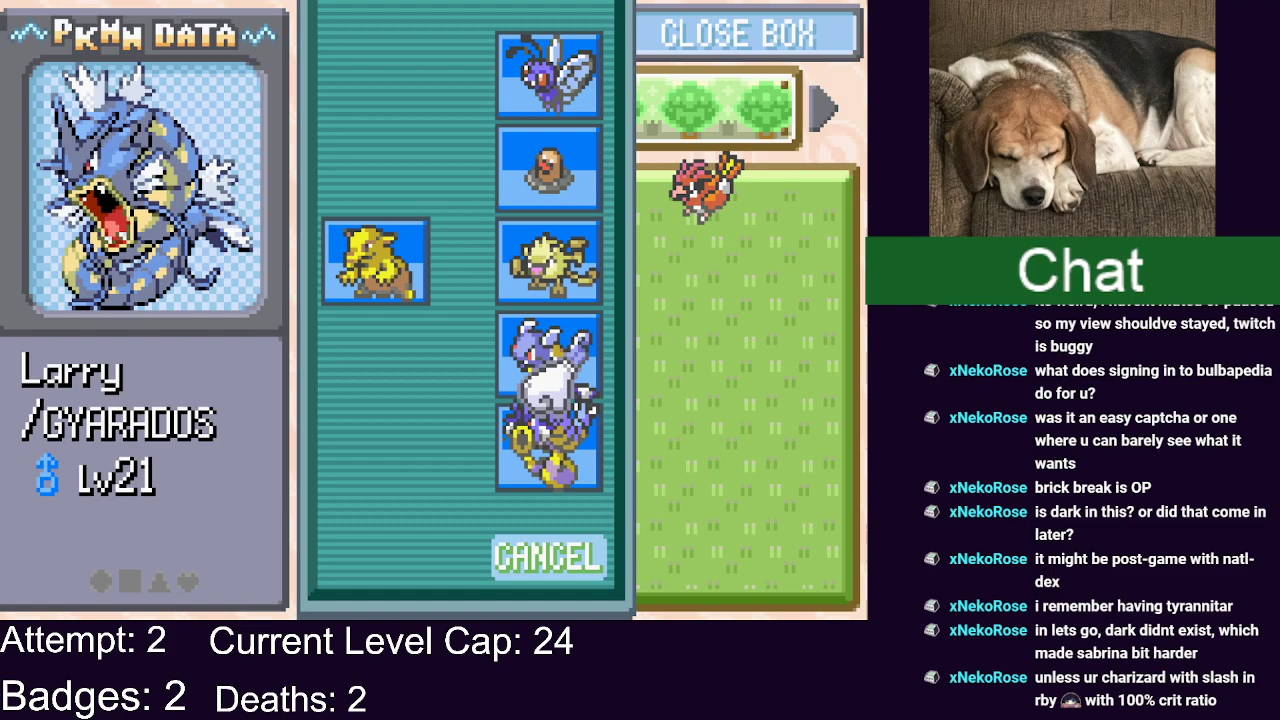 PKMN DATA
Larry
/GYARADOS
♂ Lv21
CANCEL
CLOSE BOX
Chat
so my view shouldve stayed, twitch
is buggy
xNekoRose what does signing in to bulbapedia
do for u?
xNekoRose was it an easy captcha or one
where u can barely see what it
wants
xNekoRose brick break is OP
xNekoRose is dark in this? or did that come in
later?
xNekoRose it might be post-game with natl-
dex
xNekoRose i remember having tyrannitar
xNekoRose in lets go, dark didnt exist, which
made sabrina bit harder
xNekoRose unless ur charizard with slash in
rby with 100% crit ratio
Attempt: 2 Current Level Cap: 24
Badges: 2 Deaths: 2